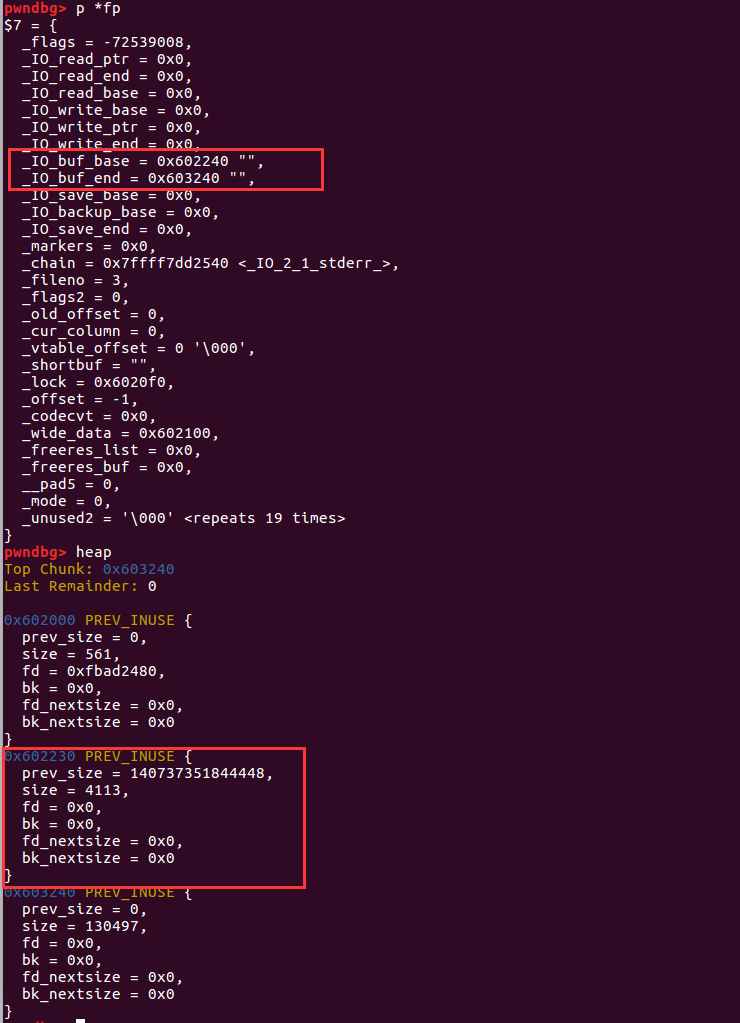 pwndbg> p *fp
$7 = {
  _flags = -72539008,
  _IO_read_ptr = 0x0,
  _IO_read_end = 0x0,
  _IO_read_base = 0x0,
  _IO_write_base = 0x0,
  _IO_write_ptr = 0x0,
  _IO_write_end = 0x0,
  _IO_buf_base = 0x602240 "",
  _IO_buf_end = 0x603240 "",
  _IO_save_base = 0x0,
  _IO_backup_base = 0x0,
  _IO_save_end = 0x0,
  _markers = 0x0,
  _chain = 0x7ffff7dd2540 <_IO_2_1_stderr_>,
  _fileno = 3,
  _flags2 = 0,
  _old_offset = 0,
  _cur_column = 0,
  _vtable_offset = 0 '\000',
  _shortbuf = "",
  _lock = 0x6020f0,
  _offset = -1,
  _codecvt = 0x0,
  _wide_data = 0x602100,
  _freeres_list = 0x0,
  _freeres_buf = 0x0,
  __pad5 = 0,
  _mode = 0,
  _unused2 = '\000' <repeats 19 times>
}
pwndbg> heap
Top Chunk: 0x603240
Last Remainder: 0

0x602000 PREV_INUSE {
  prev_size = 0,
  size = 561,
  fd = 0xfbad2480,
  bk = 0x0,
  fd_nextsize = 0x0,
  bk_nextsize = 0x0
}
0x602230 PREV_INUSE {
  prev_size = 140737351844448,
  size = 4113,
  fd = 0x0,
  bk = 0x0,
  fd_nextsize = 0x0,
  bk_nextsize = 0x0
}
0x603240 PREV_INUSE {
  prev_size = 0,
  size = 130497,
  fd = 0x0,
  bk = 0x0,
  fd_nextsize = 0x0,
  bk_nextsize = 0x0
}